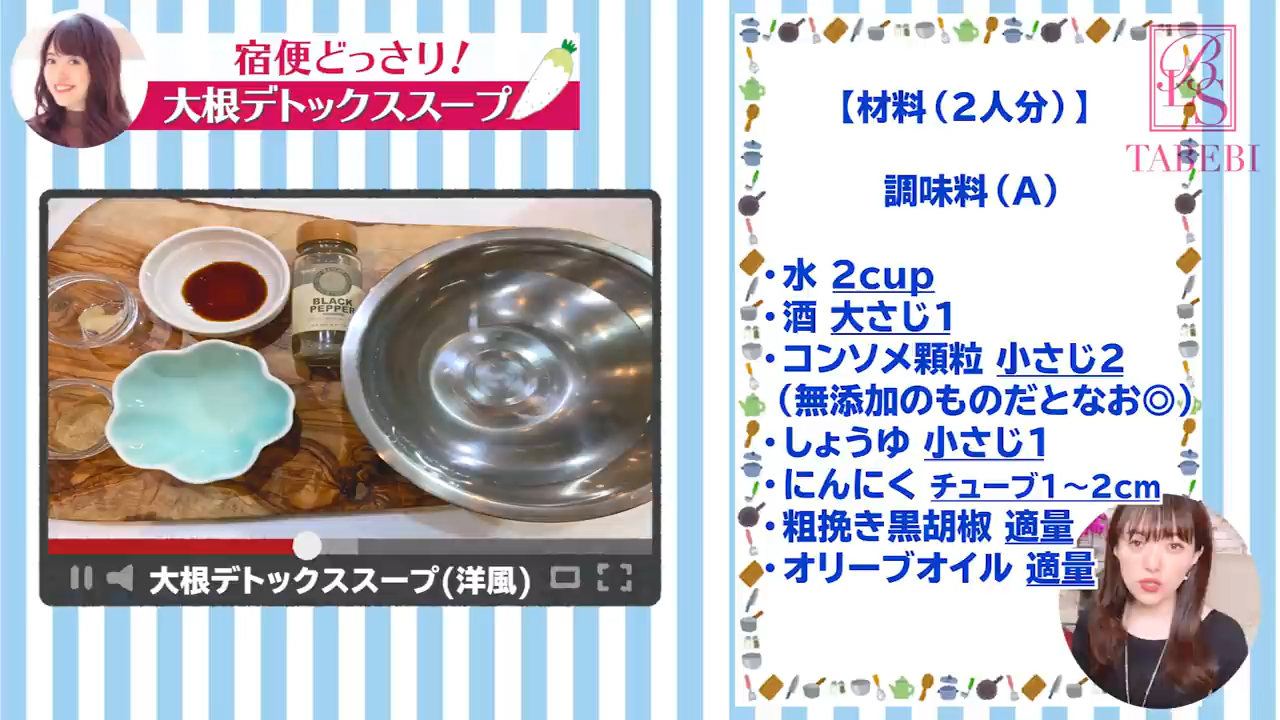 宿便どっさり!
大根デトックススープ
BLACK
PEPPER
大根デトックススープ(洋風)
BLS
TABEBI
【材料(2人分)】
調味料(A)
・水 2cup
・酒 大さじ1
・コンソメ顆粒 小さじ2
(無添加のものだとなお◎)
・しょうゆ 小さじ1
・にんにく チューブ1〜2cm
・粗挽き黒胡椒 適量
・オリーブオイル 適量